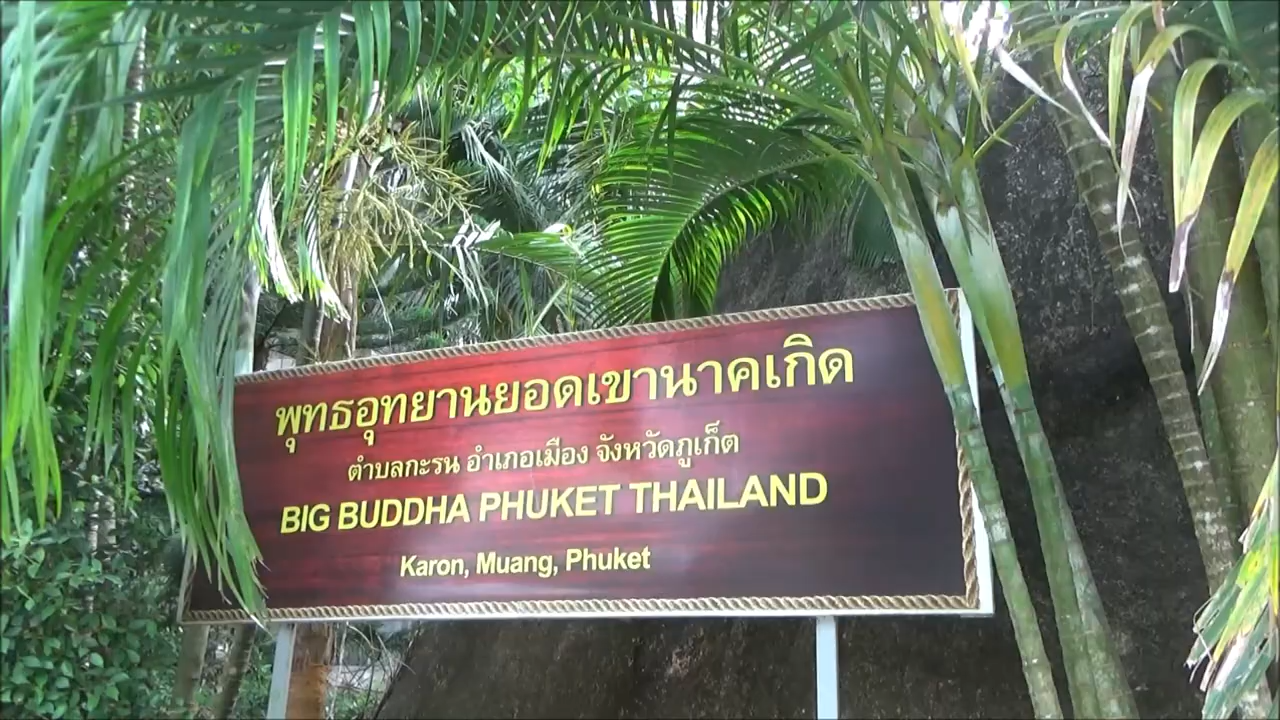 พุทธอุทยานยอดเขานาคเกิด
ตำบลกะรน อำเภอเมือง จังหวัดภูเก็ต
BIG BUDDHA PHUKET THAILAND
Karon, Muang, Phuket